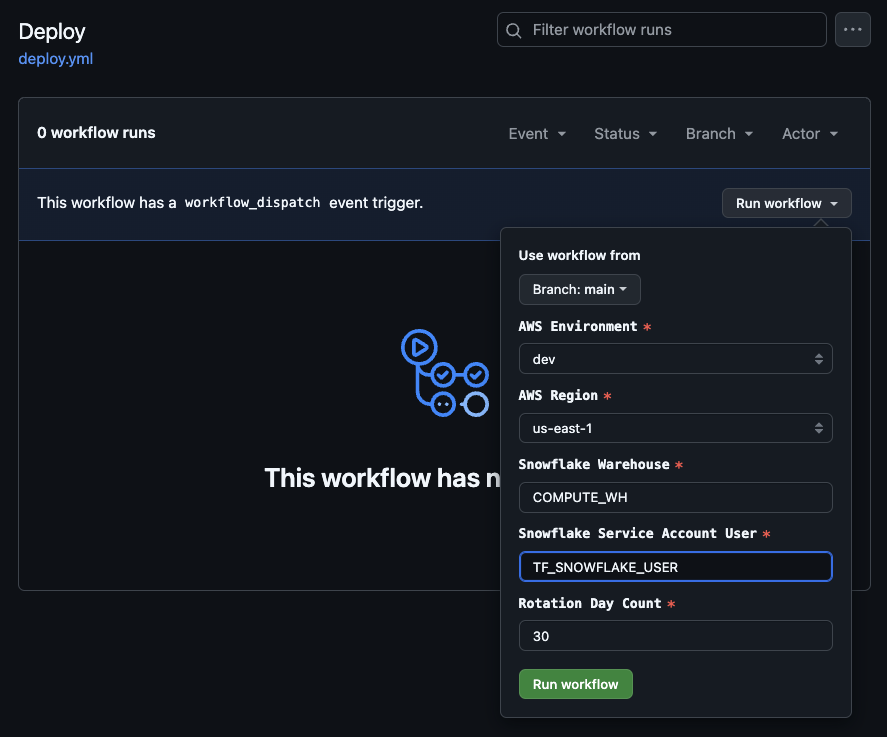 Deploy
Filter workflow runs
deploy.yml
0 workflow runs
Event Status Branch Actor
This workflow has a workflow_dispatch event trigger.
Run workflow
Use workflow from
Branch: main
AWS Environment *
dev
AWS Region *
us-east-1
Snowflake Warehouse *
COMPUTE_WH
This workflow has n
Snowflake Service Account User *
TF_SNOWFLAKE_USER
Rotation Day Count *
30
Run workflow